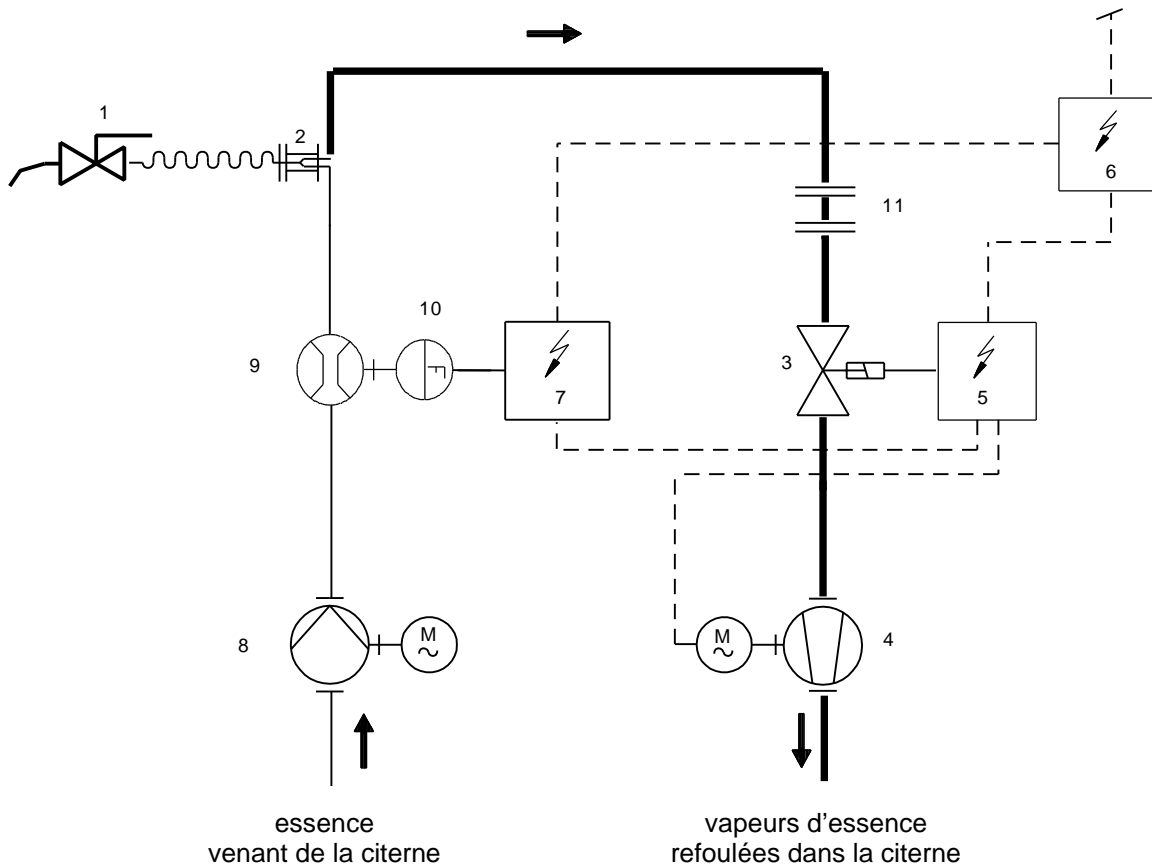 1
2
6
11
10
9
3
7
5
M
~
M
~
8
4
essence
venant de la citerne
vapeurs d'essence
refoulées dans la citerne